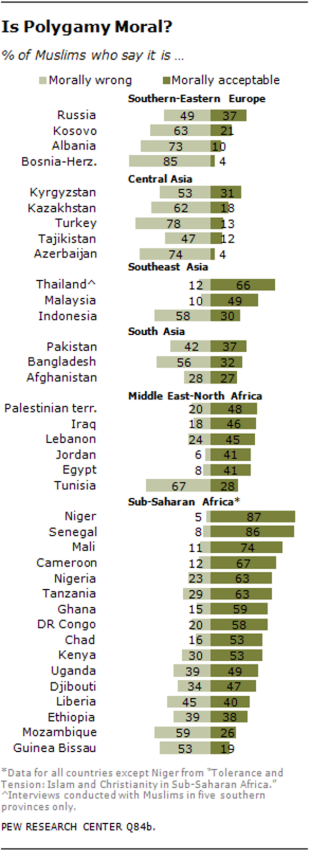 Is Polygamy Moral?
% of Muslims who say it is ...
Morally wrong Morally acceptable
Southern-Eastern Europe
Russia 49 37
Kosovo 63 21
Albania 73 10
Bosnia-Herz. 85 4
Central Asia
Kyrgyzstan 53 31
Kazakhstan 62 18
Turkey 78 13
Tajikistan 47 12
Azerbaijan 74 4
Southeast Asia
Thailand^ 12 66
Malaysia 10 49
Indonesia 58 30
South Asia
Pakistan 42 37
Bangladesh 56 32
Afghanistan 28 27
Middle East-North Africa
Palestinian terr. 20 48
Iraq 18 46
Lebanon 24 45
Jordan 6 41
Egypt 8 41
Tunisia 67 28
Sub-Saharan Africa*
Niger 5 87
Senegal 8 86
Mali 11 74
Cameroon 12 67
Nigeria 23 63
Tanzania 29 63
Ghana 15 59
DR Congo 20 58
Chad 16 53
Kenya 30 53
Uganda 39 49
Djibouti 34 47
Liberia 45 40
Ethiopia 39 38
Mozambique 59 26
Guinea Bissau 53 19
*Data for all countries except Niger from "Tolerance and
Tension: Islam and Christianity in Sub-Saharan Africa."
^Interviews conducted with Muslims in five southern
provinces only.
PEW RESEARCH CENTER Q84b.